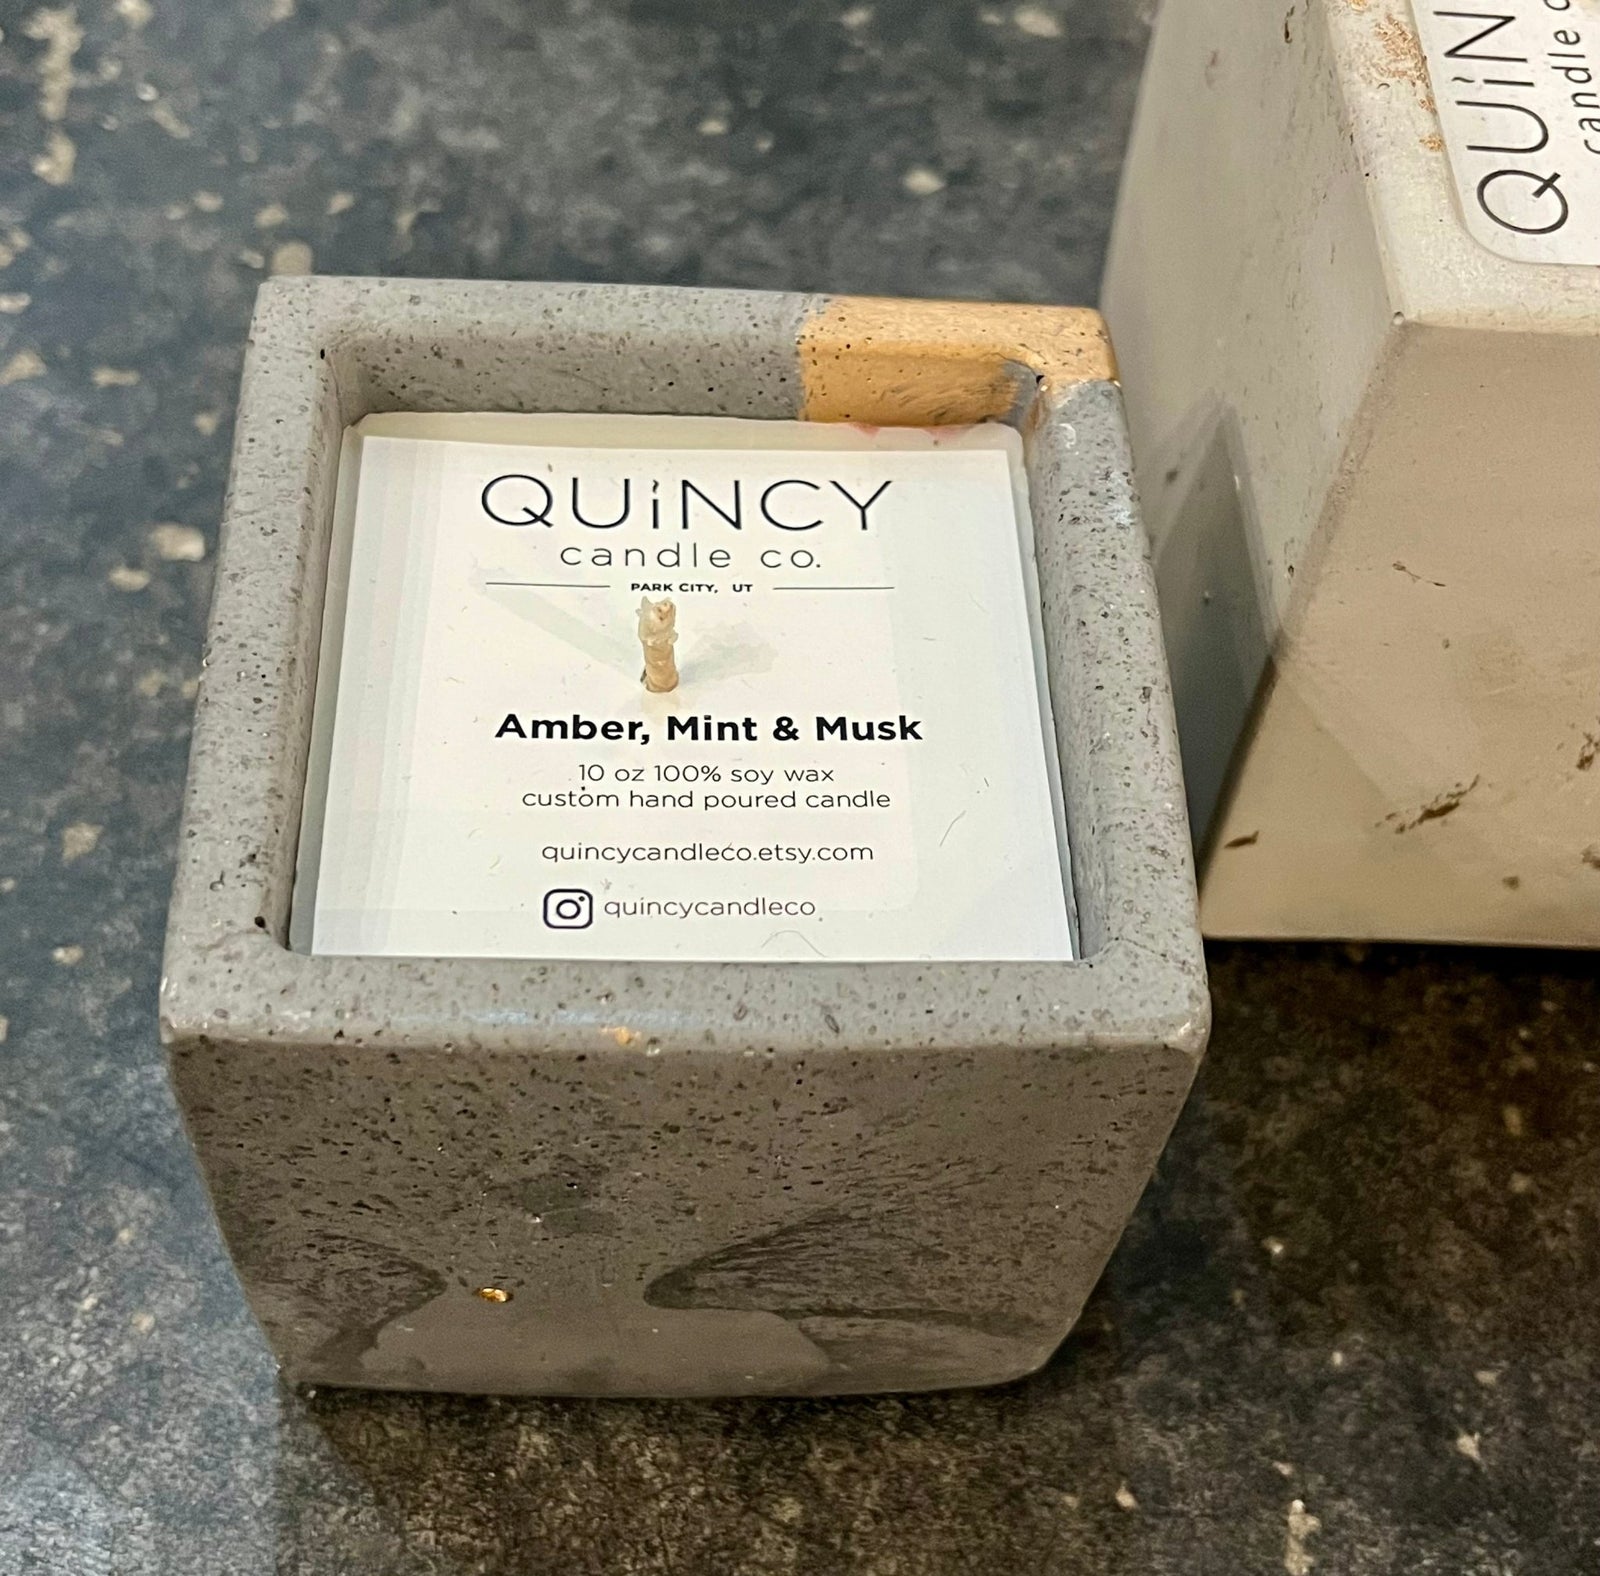 QUiNCY
candle co.
PARK CITY, UT
Amber, Mint & Musk
10 oz 100% soy wax
custom hand poured candle
quincycandleco.etsy.com
quincycandleco
QUiN
candle